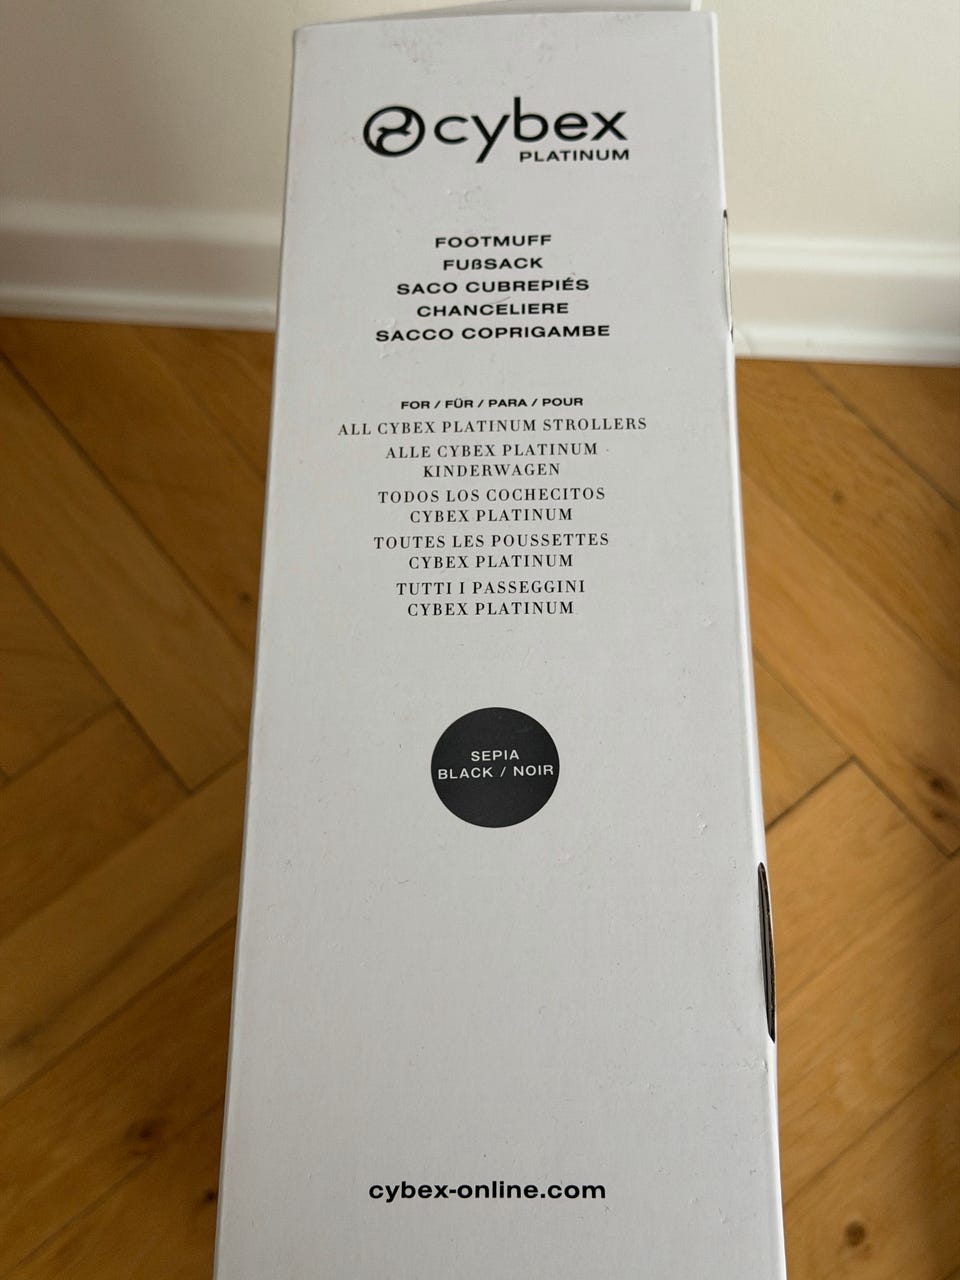 cybex
PLATINUM
FOOTMUFF
FUßSACK
SACO CUBREPIÉS
CHANCELIERE
SACCO COPRIGAMBE
FOR / FÜR / PARA / POUR
ALL CYBEX PLATINUM STROLLERS
ALLE CYBEX PLATINUM
KINDERWAGEN
TODOS LOS COCHECITOS
CYBEX PLATINUM
TOUTES LES POUSSETTES
CYBEX PLATINUM
TUTTI I PASSEGGINI
CYBEX PLATINUM
SEPIA
BLACK / NOIR
cybex-online.com